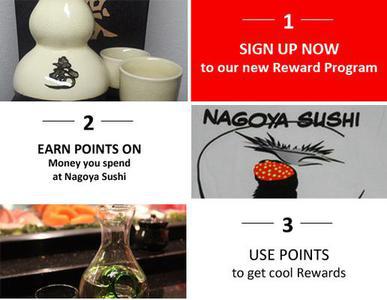 1
SIGN UP NOW
to our new Reward Program
2
EARN POINTS ON
Money you spend
at Nagoya Sushi
NAGOYA SUSHI
3
USE POINTS
to get cool Rewards